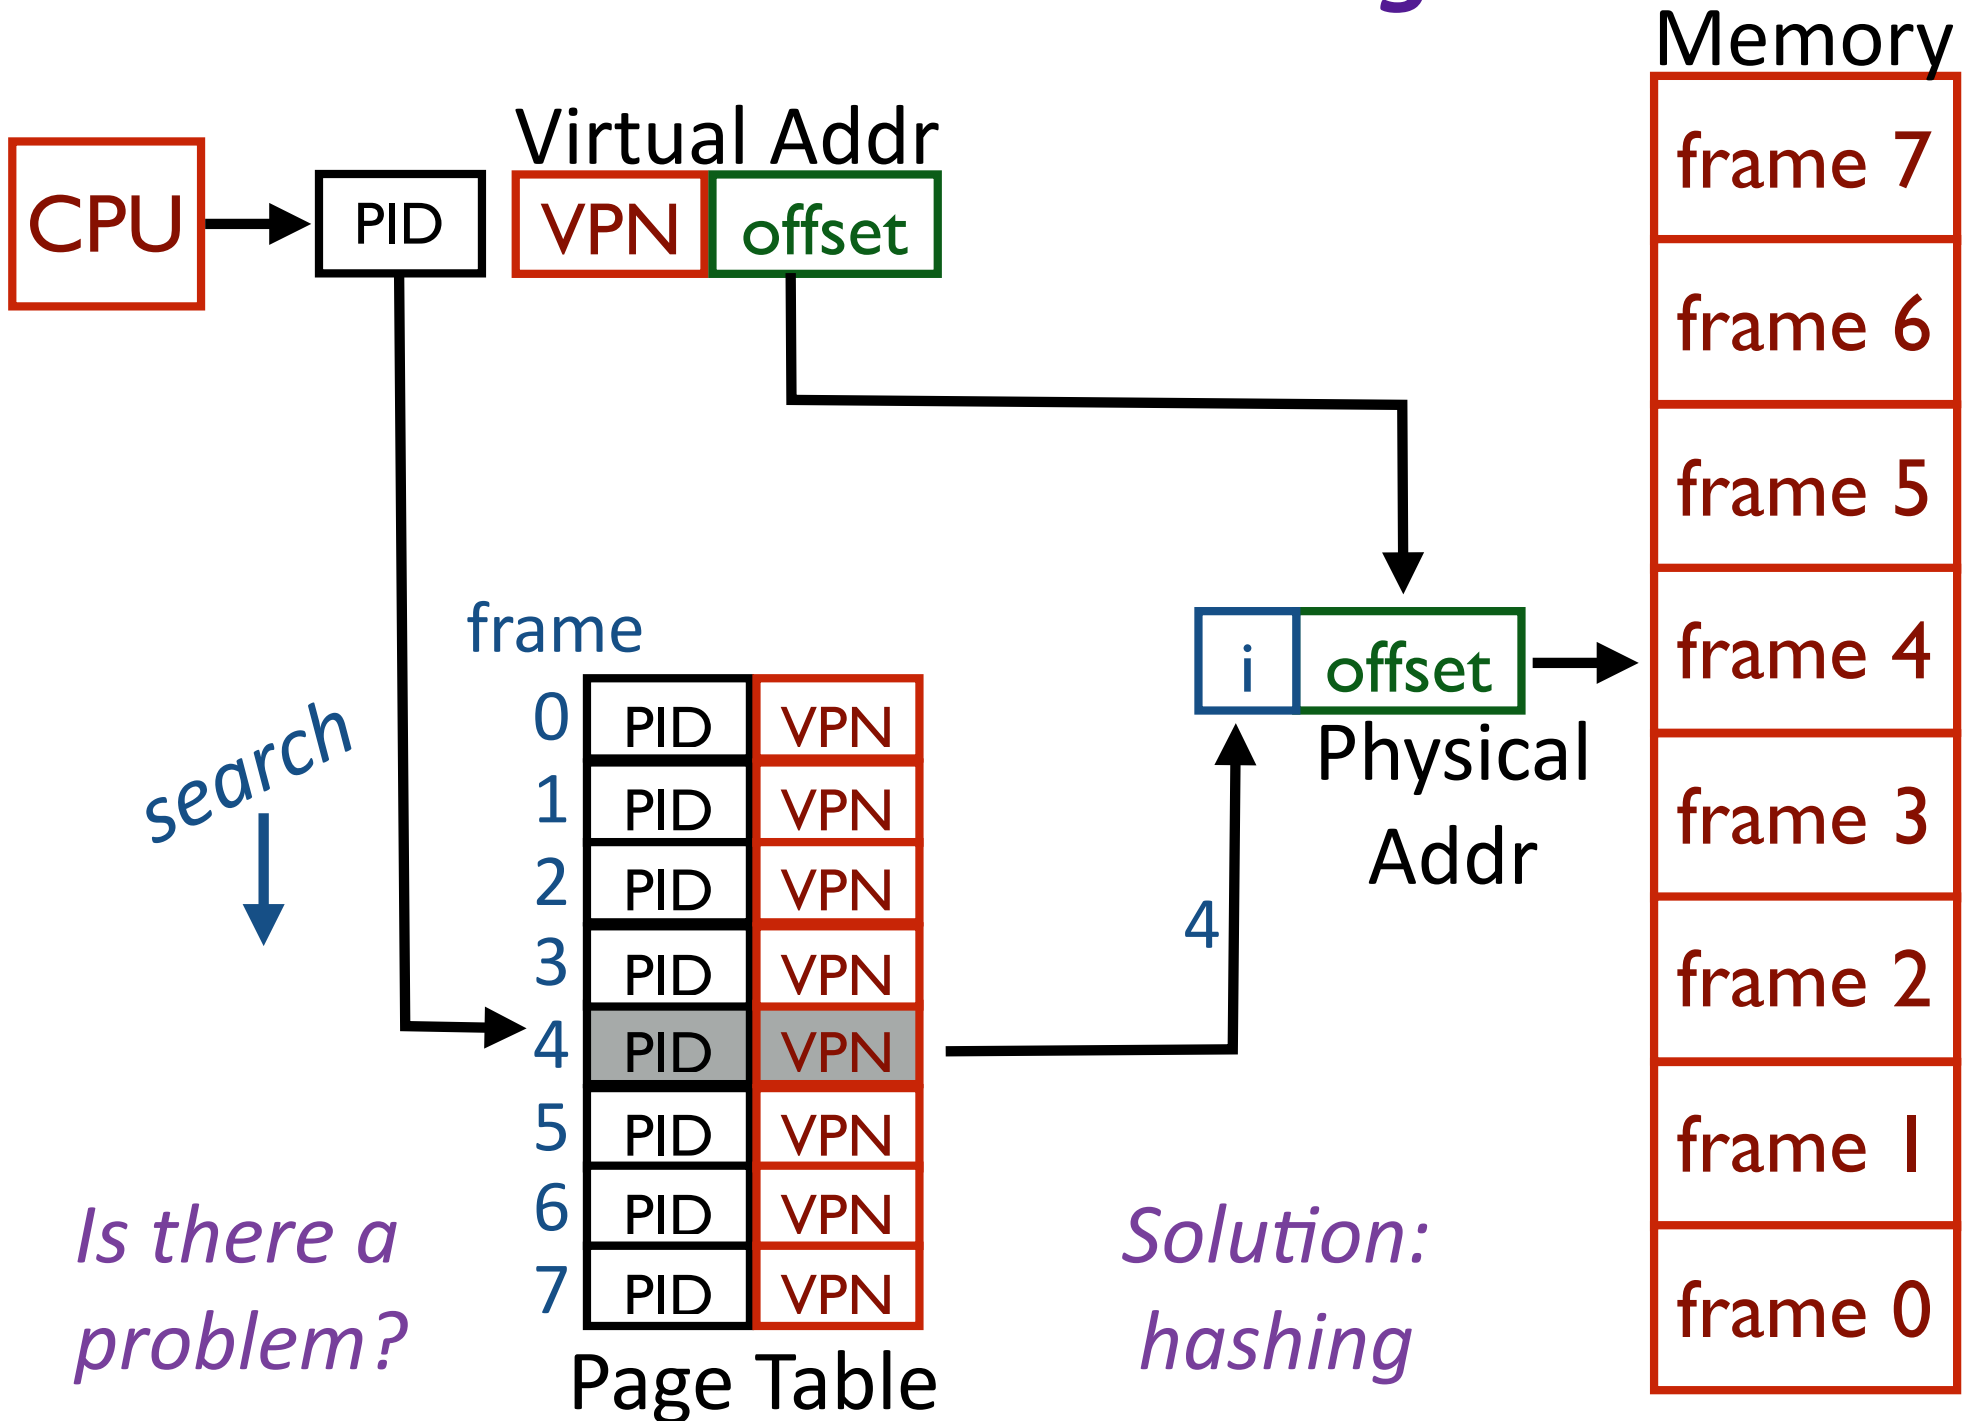 Memory
Virtual Addr
CPU
PID
VPN
offset
frame 7
frame 6
frame 5
frame 4
frame 3
frame 2
frame 1
frame 0
search
frame
0 PID VPN
1 PID VPN
2 PID VPN
3 PID VPN
4 PID VPN
5 PID VPN
6 PID VPN
7 PID VPN
Page Table
4
i
offset
Physical
Addr
Is there a
problem?
Solution:
hashing